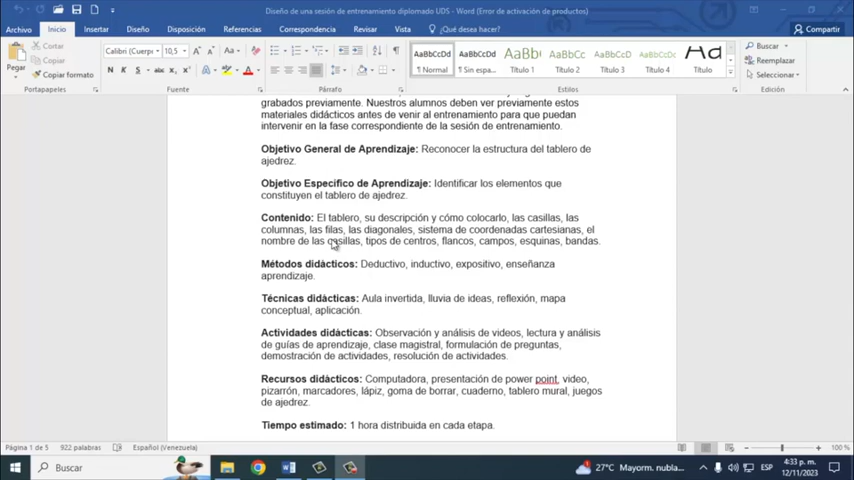 Diseño de una sesión de entrenamiento diplomado UDS - Word (Error de activación de productos)
Archivo Inicio Insertar Diseño Disposición Referencias Correspondencia Revisar Vista ¿Qué desea hacer? Compartir
Pegar
Cortar
Copiar
Copiar formato
Portapapeles
Calibri (Cuerpo) 10,5
N K S abc x₂ x²
Fuente
Párrafo
AaBbCcDc AaBbCcDc AaBbC AaBbCc AaBbCcD AaBbCcD AaH
¶ Normal ¶ Sin espa... Título 1 Título 2 Título 3 Título 4 Título
Estilos
Buscar
Reemplazar
Seleccionar
Edición
grabados previamente. Nuestros alumnos deben ver previamente estos
materiales didácticos antes de venir al entrenamiento para que puedan
intervenir en la fase correspondiente de la sesión de entrenamiento.
Objetivo General de Aprendizaje: Reconocer la estructura del tablero de
ajedrez.
Objetivo Específico de Aprendizaje: Identificar los elementos que
constituyen el tablero de ajedrez.
Contenido: El tablero, su descripción y cómo colocarlo, las casillas, las
columnas, las filas, las diagonales, sistema de coordenadas cartesianas, el
nombre de las casillas, tipos de centros, flancos, campos, esquinas, bandas.
Métodos didácticos: Deductivo, inductivo, expositivo, enseñanza
aprendizaje.
Técnicas didácticas: Aula invertida, lluvia de ideas, reflexión, mapa
conceptual, aplicación.
Actividades didácticas: Observación y análisis de videos, lectura y análisis
de guías de aprendizaje, clase magistral, formulación de preguntas,
demostración de actividades, resolución de actividades.
Recursos didácticos: Computadora, presentación de power point, video,
pizarrón, marcadores, lápiz, goma de borrar, cuaderno, tablero mural, juegos
de ajedrez.
Tiempo estimado: 1 hora distribuida en cada etapa.
Página 1 de 5 922 palabras Español (Venezuela) 100 %
Buscar
27°C Mayorm. nubla... ESP
4:33 p. m.
12/11/2023